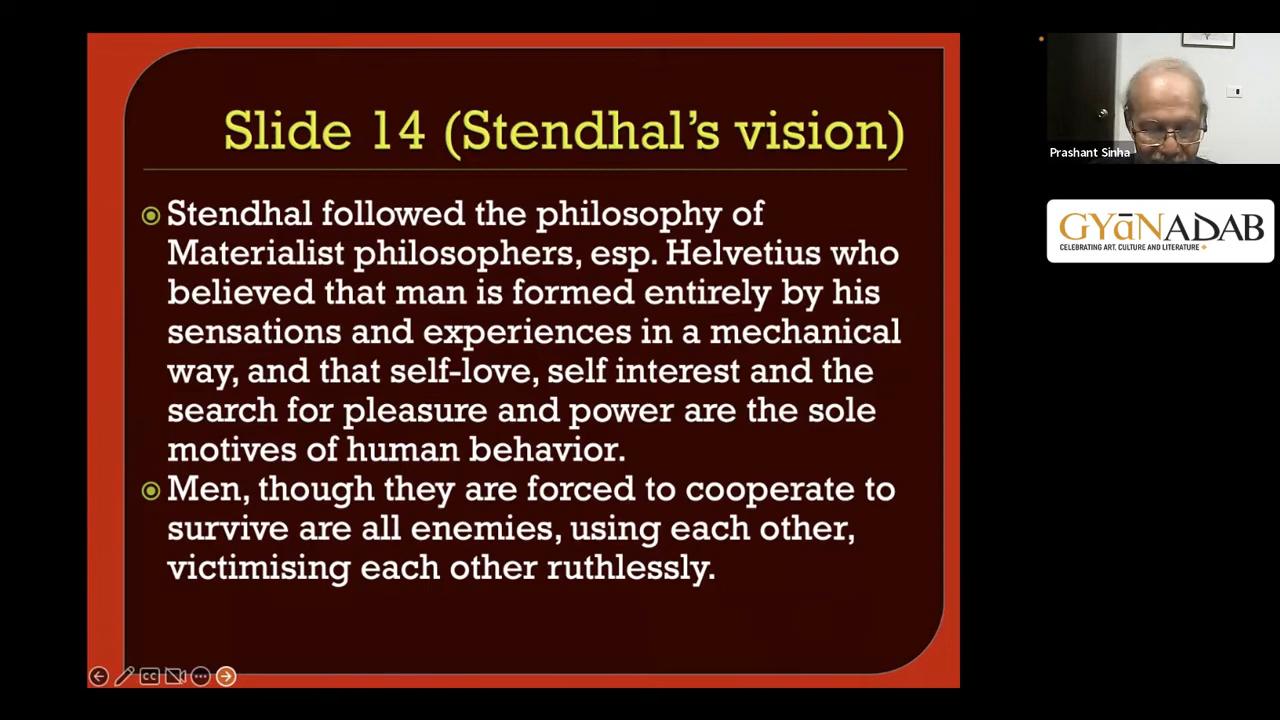 Slide 14 (Stendhal's vision)
Stendhal followed the philosophy of
Materialist philosophers, esp. Helvetius who
believed that man is formed entirely by his
sensations and experiences in a mechanical
way, and that self-love, self interest and the
search for pleasure and power are the sole
motives of human behavior.
Men, though they are forced to cooperate to
survive are all enemies, using each other,
victimising each other ruthlessly.
CC
Prashant Sinha
GYāNADAB
CELEBRATING ART, CULTURE AND LITERATURE